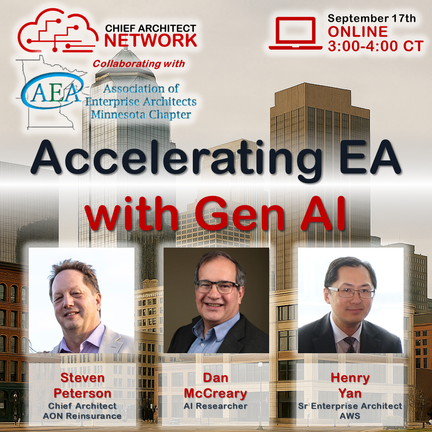 CHIEF ARCHITECT
NETWORK
Collaborating with
AEA
Association of
Enterprise Architects
Minnesota Chapter
September 17th
ONLINE
3:00-4:00 CT
Accelerating EA
with Gen AI
Steven
Peterson
Chief Architect
AON Reinsurance
Dan
McCreary
AI Researcher
Henry
Yan
Sr Enterprise Architect
AWS